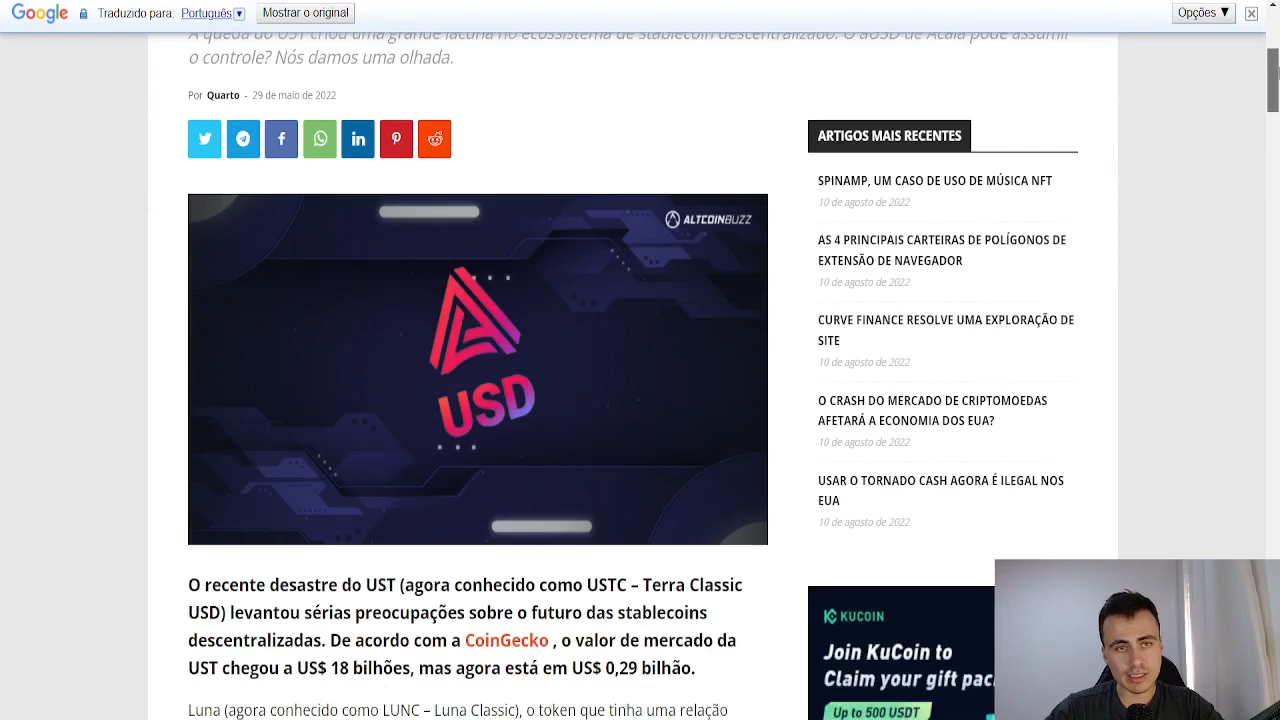 Google
Traduzido para: Português
Mostrar o original
Opções ▼
A queda do UST criou uma grande lacuna no ecossistema de stablecoin descentralizado. O aUSD de Acala pode assumir
o controle? Nós damos uma olhada.
Por Quarto - 29 de maio de 2022
ALTCOINBUZZ
USD
O recente desastre do UST (agora conhecido como USTC – Terra Classic
USD) levantou sérias preocupações sobre o futuro das stablecoins
descentralizadas. De acordo com a CoinGecko , o valor de mercado da
UST chegou a US$ 18 bilhões, mas agora está em US$ 0,29 bilhão.
Luna (agora conhecido como LUNC – Luna Classic), o token que tinha uma relação
ARTIGOS MAIS RECENTES
SPINAMP, UM CASO DE USO DE MÚSICA NFT
10 de agosto de 2022
AS 4 PRINCIPAIS CARTEIRAS DE POLÍGONOS DE
EXTENSÃO DE NAVEGADOR
10 de agosto de 2022
CURVE FINANCE RESOLVE UMA EXPLORAÇÃO DE
SITE
10 de agosto de 2022
O CRASH DO MERCADO DE CRIPTOMOEDAS
AFETARÁ A ECONOMIA DOS EUA?
10 de agosto de 2022
USAR O TORNADO CASH AGORA É ILEGAL NOS
EUA
10 de agosto de 2022
KUCOIN
Join KuCoin to
Claim your gift
Up to 500 USDT